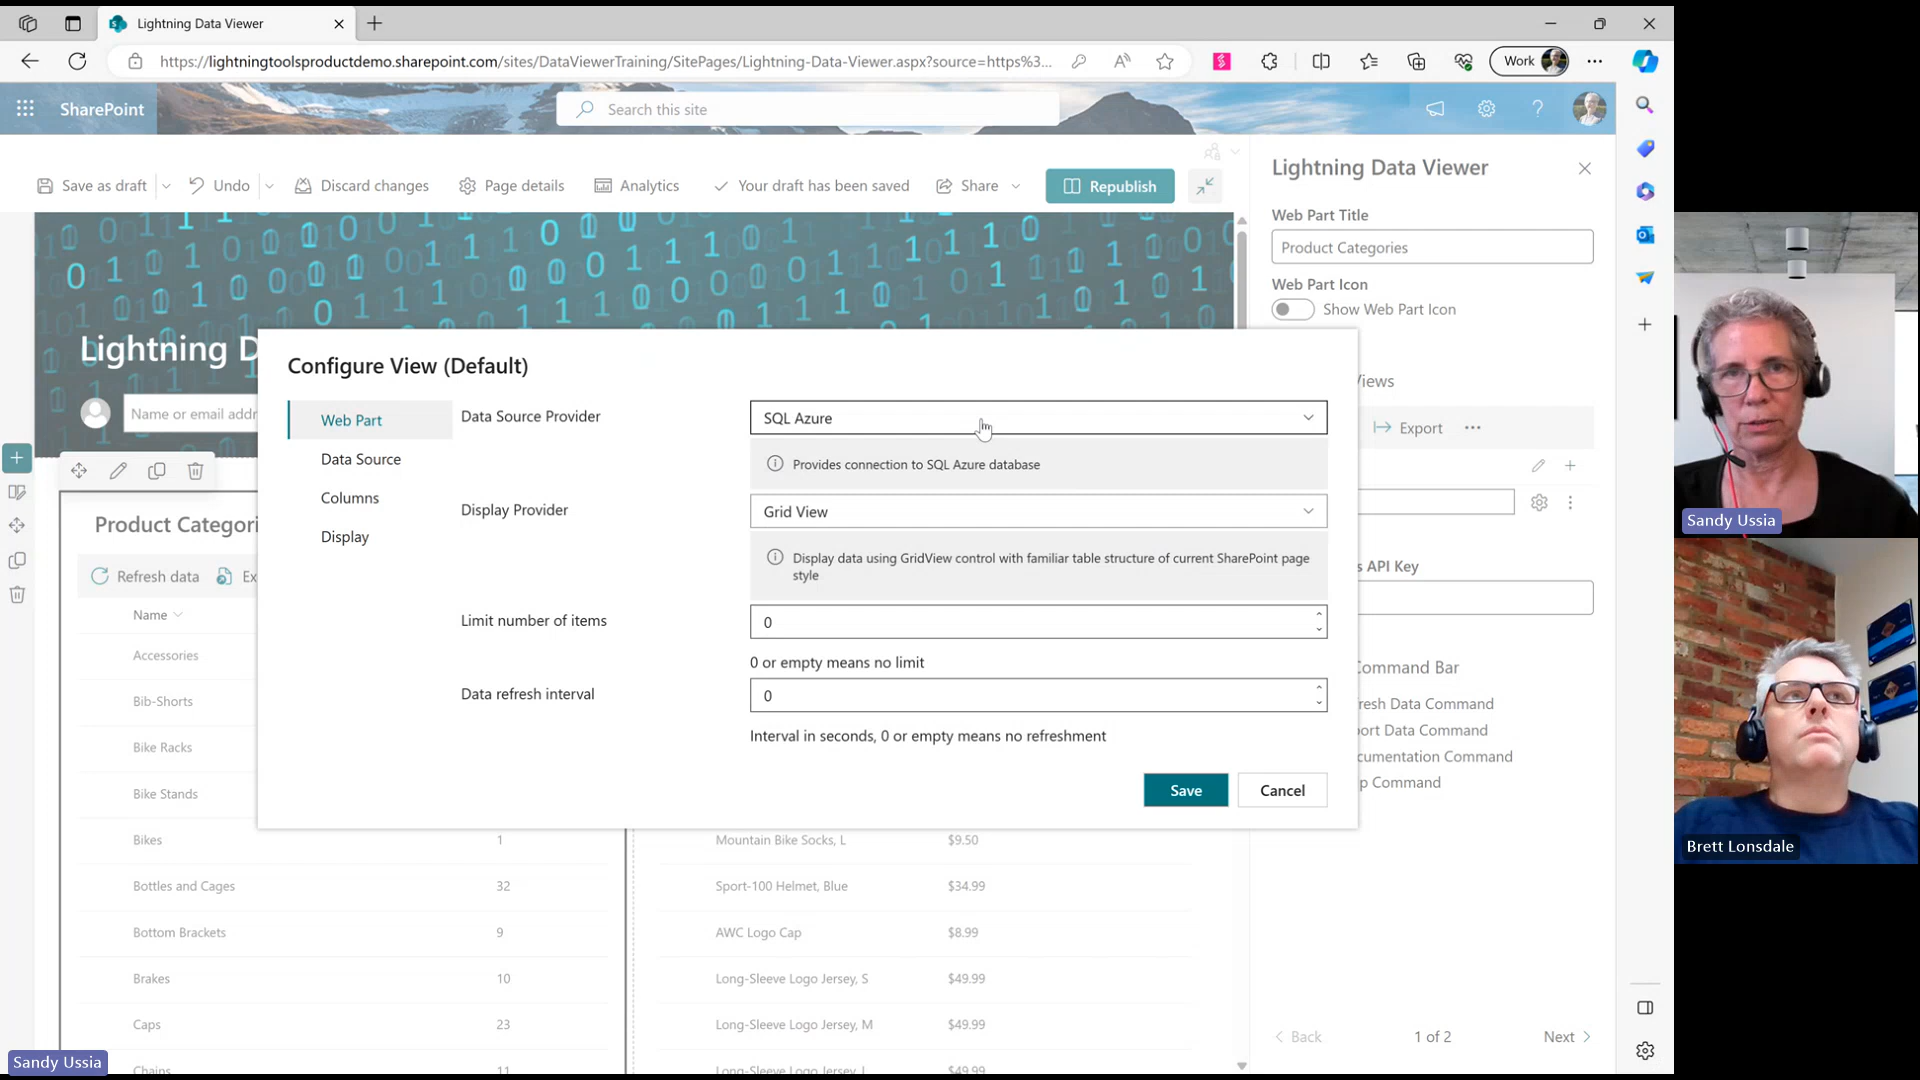 Lightning Data Viewer
https://lightningtoolsproductdemo.sharepoint.com/sites/DataViewerTraining/SitePages/Lightning-Data-Viewer.aspx?source=https%3...
Work
SharePoint
Search this site
Save as draft
Undo
Discard changes
Page details
Analytics
Your draft has been saved
Share
Republish
Lightning D
Name or email addr
Product Categori
Refresh data
Ex
Name
Accessories
Bib-Shorts
Bike Racks
Bike Stands
Bikes 1
Bottles and Cages 32
Bottom Brackets 9
Brakes 10
Caps 23
Chains 11
Mountain Bike Socks, L $9.50
Sport-100 Helmet, Blue $34.99
AWC Logo Cap $8.99
Long-Sleeve Logo Jersey, S $49.99
Long-Sleeve Logo Jersey, M $49.99
Long-Sleeve Logo Jersey, L $49.99
Configure View (Default)
Web Part
Data Source
Columns
Display
Data Source Provider
SQL Azure
Provides connection to SQL Azure database
Display Provider
Grid View
Display data using GridView control with familiar table structure of current SharePoint page
style
Limit number of items
0
0 or empty means no limit
Data refresh interval
0
Interval in seconds, 0 or empty means no refreshment
Save
Cancel
Lightning Data Viewer
Web Part Title
Product Categories
Web Part Icon
Show Web Part Icon
Views
Export
s API Key
ommand Bar
resh Data Command
port Data Command
cumentation Command
p Command
Back
1 of 2
Next
Sandy Ussia
Brett Lonsdale
Sandy Ussia